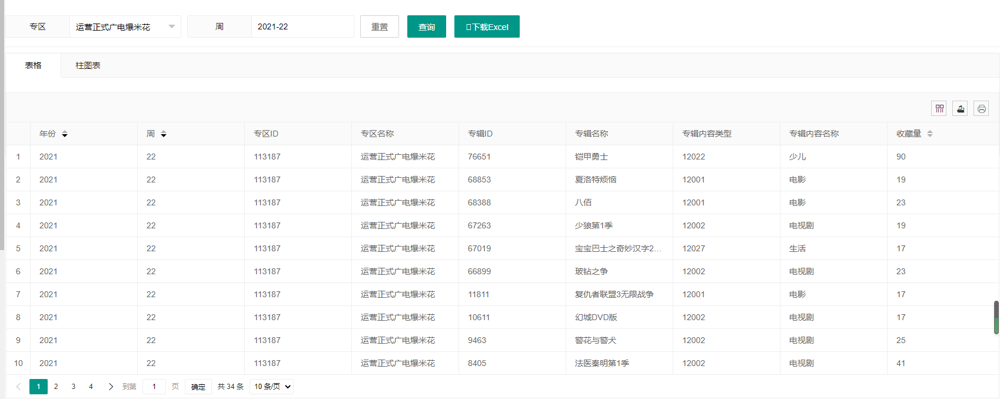 专区 运营正式广电爆米花 周 2021-22 重置 查询 下载Excel
表格 柱图表
年份 周 专区ID 专区名称 专辑ID 专辑名称 专辑内容类型 专辑内容名称 收藏量
1 2021 22 113187 运营正式广电爆米花 76651 铠甲勇士 12022 少儿 90
2 2021 22 113187 运营正式广电爆米花 68853 夏洛特烦恼 12001 电影 19
3 2021 22 113187 运营正式广电爆米花 68388 八佰 12001 电影 23
4 2021 22 113187 运营正式广电爆米花 67263 少狼第1季 12002 电视剧 19
5 2021 22 113187 运营正式广电爆米花 67019 宝宝巴士之奇妙汉字2... 12027 生活 17
6 2021 22 113187 运营正式广电爆米花 66899 玻钻之争 12002 电视剧 23
7 2021 22 113187 运营正式广电爆米花 11811 复仇者联盟3无限战争 12001 电影 17
8 2021 22 113187 运营正式广电爆米花 10611 幻城DVD版 12002 电视剧 17
9 2021 22 113187 运营正式广电爆米花 9463 警花与警犬 12002 电视剧 25
10 2021 22 113187 运营正式广电爆米花 8405 法医秦明第1季 12002 电视剧 41
1 2 3 4 到第 1 页 确定 共 34 条 10 条/页